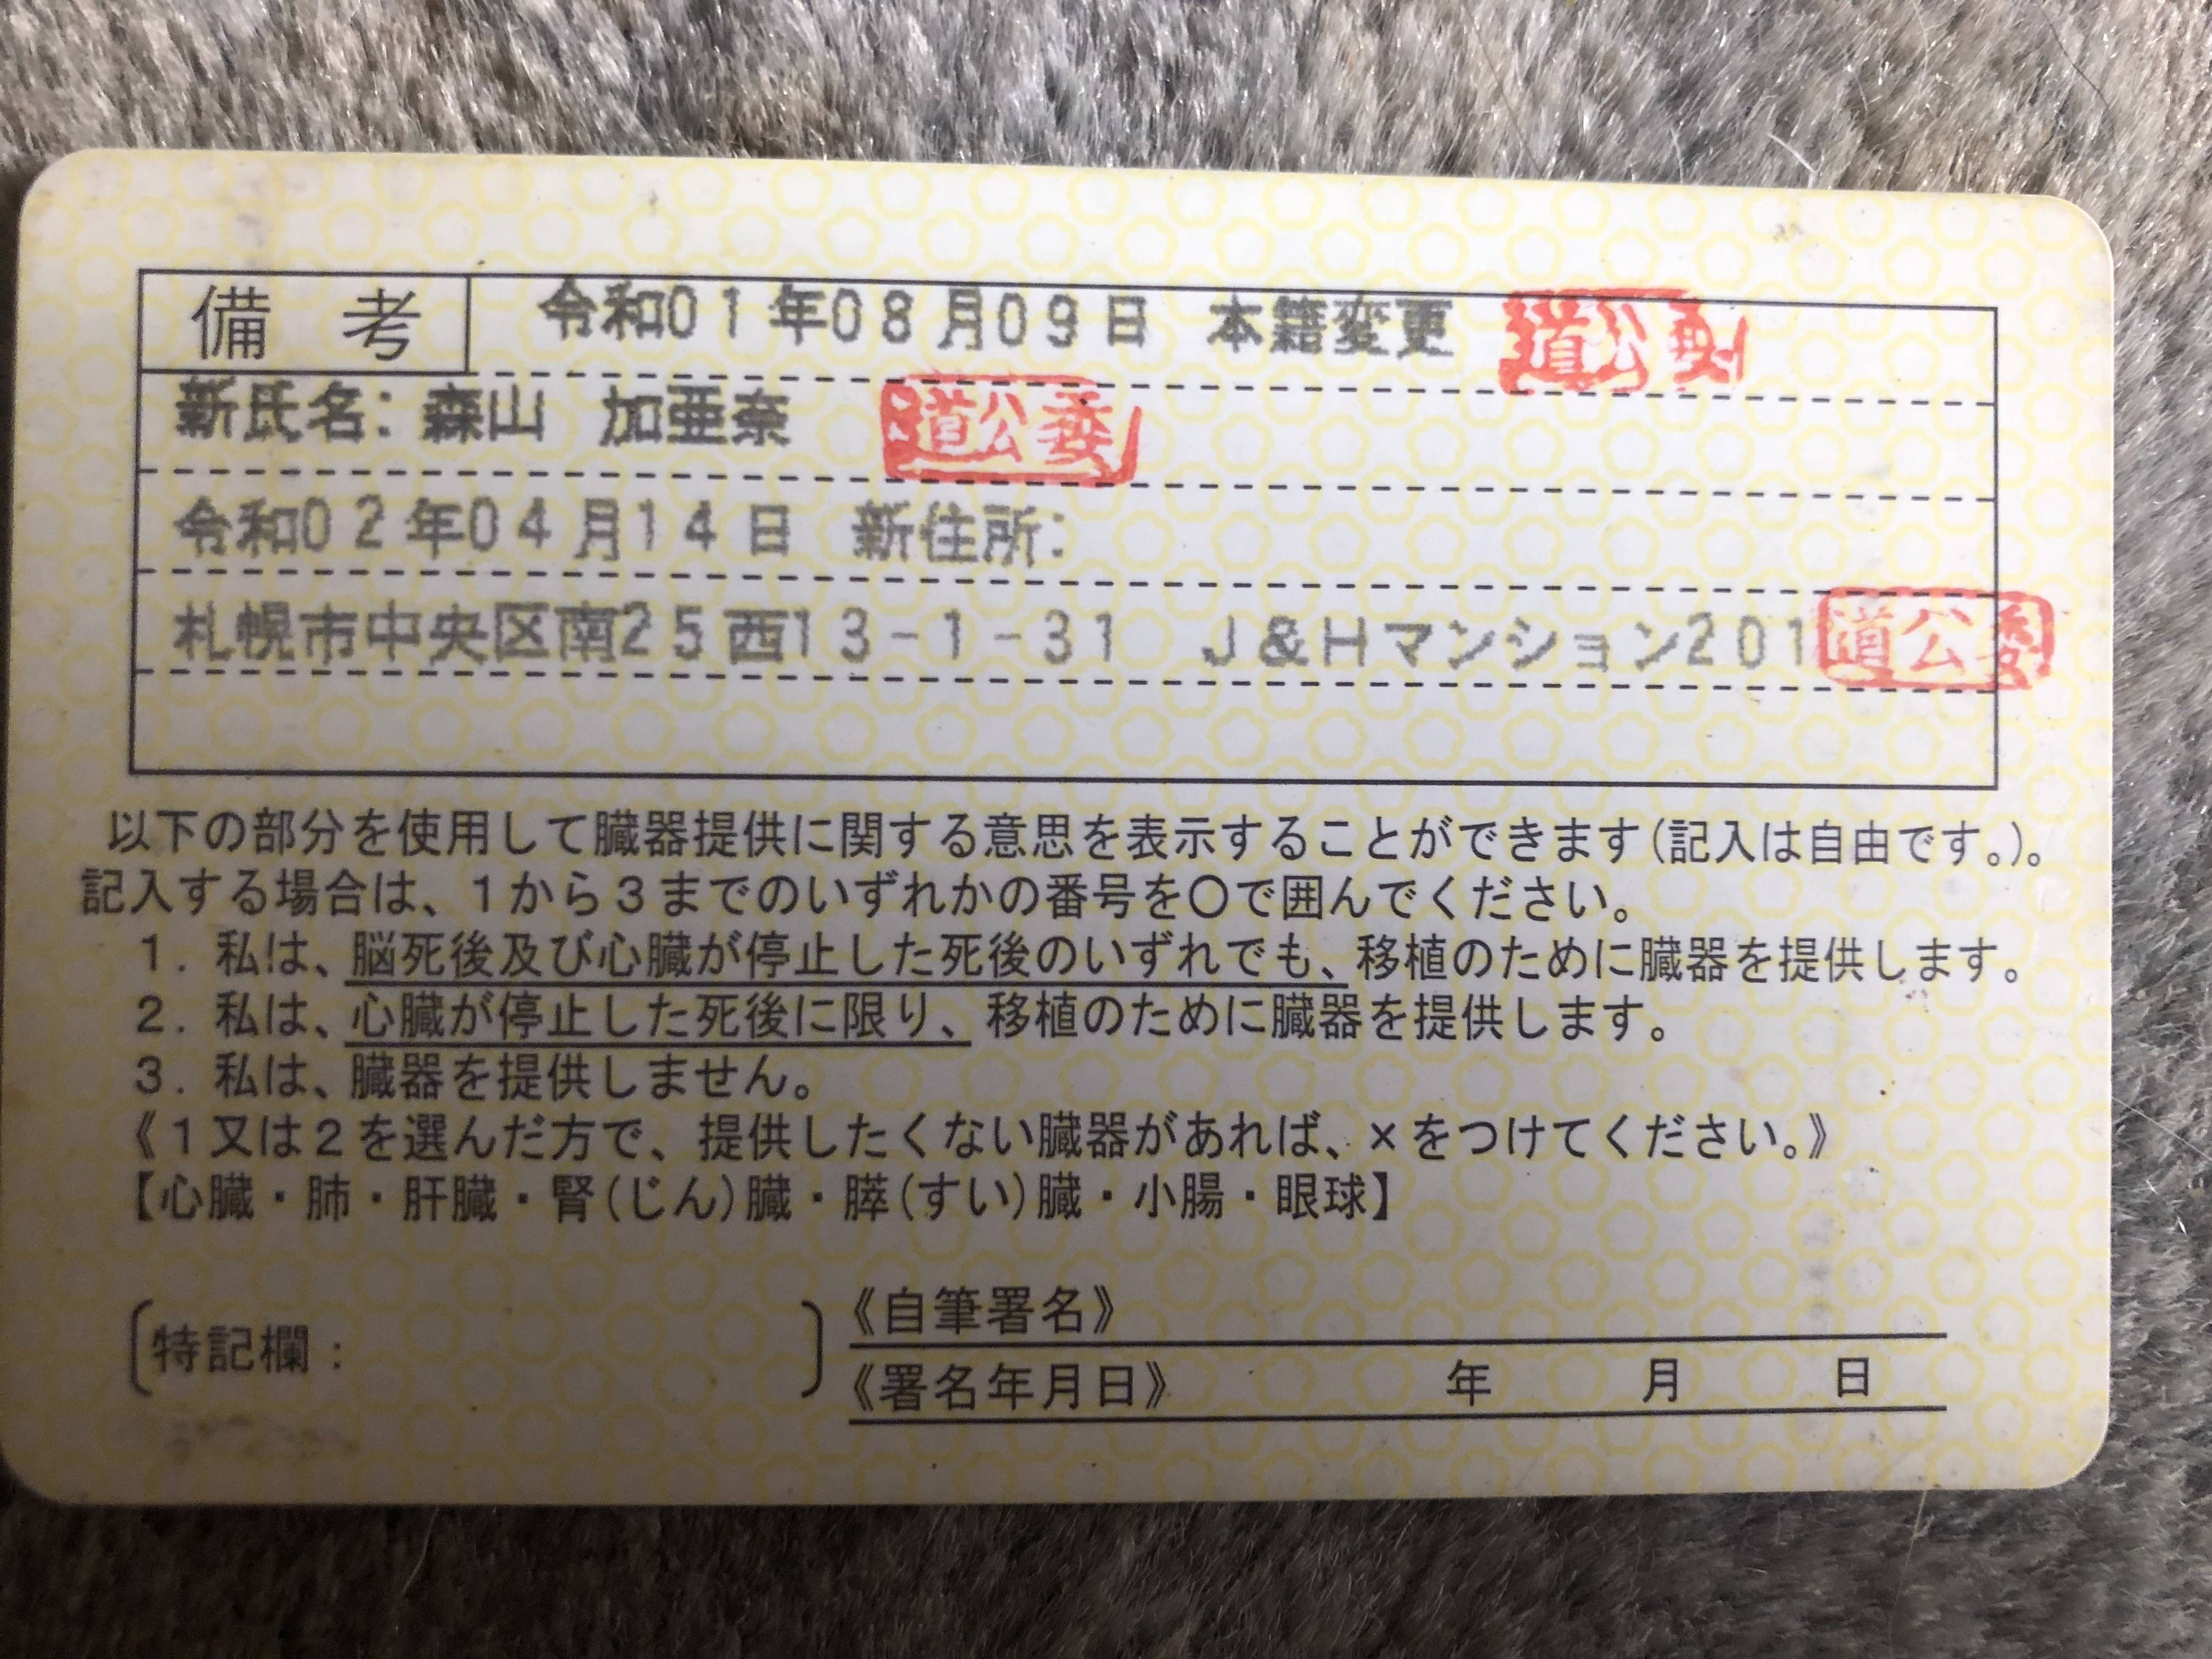 備考 令和01年08月09日 本籍変更 道公委
新氏名:森山 加亜奈 道公委
令和02年04月14日 新住所:
札幌市中央区南25西13-1-31 J&Hマンション201 道公委
以下の部分を使用して臓器提供に関する意思を表示することができます(記入は自由です。)。
記入する場合は、1から3までのいずれかの番号を〇で囲んでください。
1. 私は、脳死後及び心臓が停止した死後のいずれでも、移植のために臓器を提供します。
2. 私は、心臓が停止した死後に限り、移植のために臓器を提供します。
3. 私は、臓器を提供しません。
《1又は2を選んだ方で、提供したくない臓器があれば、×をつけてください。》
【心臓・肺・肝臓・腎(じん)臓・膵(すい)臓・小腸・眼球】
〔特記欄: 〕
《自筆署名》
《署名年月日》 年 月 日